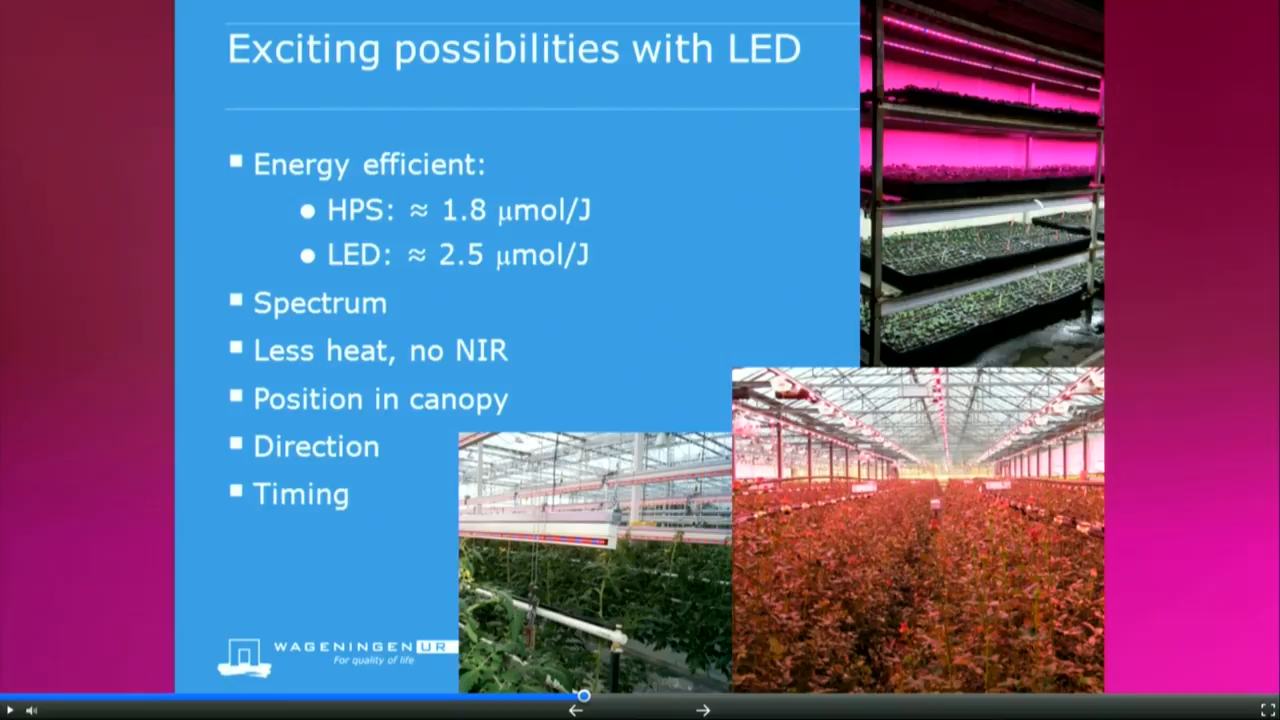 Exciting possibilities with LED
Energy efficient:
HPS: ≈ 1.8 μmol/J
LED: ≈ 2.5 μmol/J
Spectrum
Less heat, no NIR
Position in canopy
Direction
Timing
WAGENINGEN UR
For quality of life